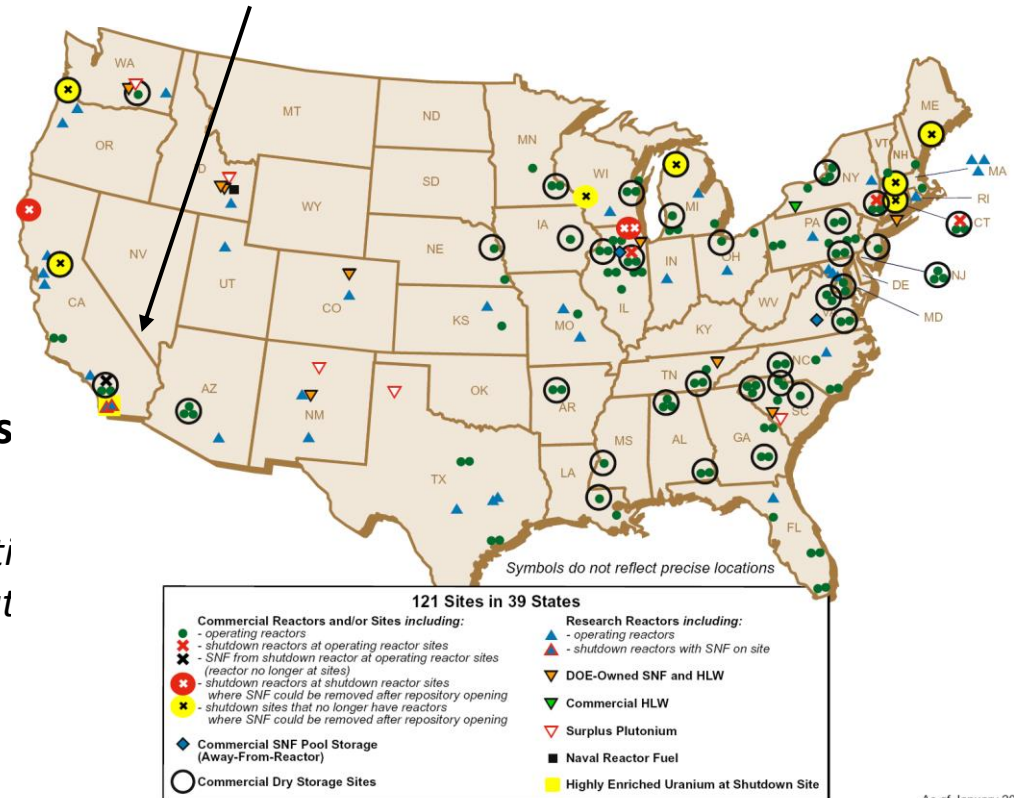 WA
MT
ND
MN
ME
VT
NH
OR
ID
SD
WI
NY
MA
MI
WY
RI
IA
PA
CT
NE
NV
OH
NJ
UT
IN
DE
IL
CA
CO
WV
VA
MD
KS
MO
KY
NC
TN
OK
AZ
NM
AR
SC
s
MS
AL
GA
LA
TX
FL
ti
Symbols do not reflect precise locations
121 Sites in 39 States
Commercial Reactors and/or Sites including:
- operating reactors
- shutdown reactors at operating reactor sites
- SNF from shutdown reactor at operating reactor sites
(reactor no longer at sites)
- shutdown reactors at shutdown reactor sites
where SNF could be removed after repository opening
- shutdown sites that no longer have reactors
where SNF could be removed after repository opening
Commercial SNF Pool Storage
(Away-From-Reactor)
Commercial Dry Storage Sites
Research Reactors including:
- operating reactors
- shutdown reactors with SNF on site
DOE-Owned SNF and HLW
Commercial HLW
Surplus Plutonium
Naval Reactor Fuel
Highly Enriched Uranium at Shutdown Site